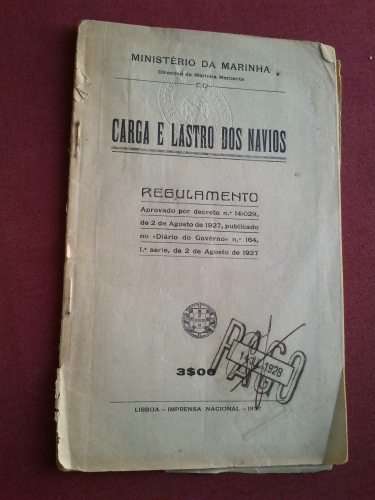 MINISTÉRIO DA MARINHA
Direcção da Marinha Mercante
CARGA E LASTRO DOS NAVIOS
REGULAMENTO
Aprovado por decreto n.º 14:029,
de 2 de Agosto de 1927, publicado
no «Diário do Govêrno» n.º 164,
1.ª série, de 2 de Agosto de 1927
3$00
PAGO
1928
LISBOA — IMPRENSA NACIONAL — 1927